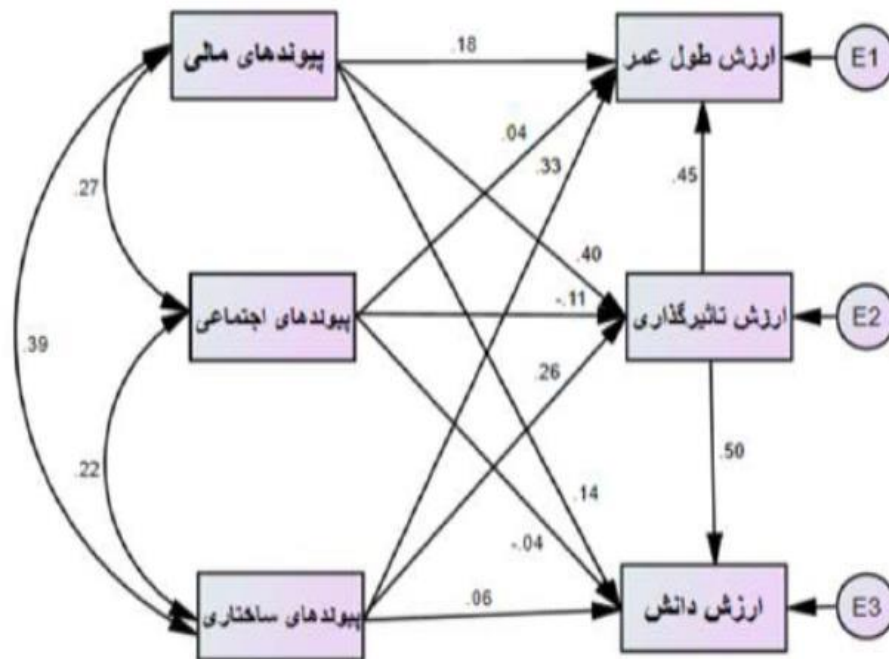 پیوندهای مالی
.18
ارزش طول عمر
E1
.04
.33
.27
.45
.40
پیوندهای اجتماعی
-.11
ارزش تاثیرگذاری
E2
.39
.26
.22
.50
.14
-.04
پیوندهای ساختاری
.06
ارزش دانش
E3